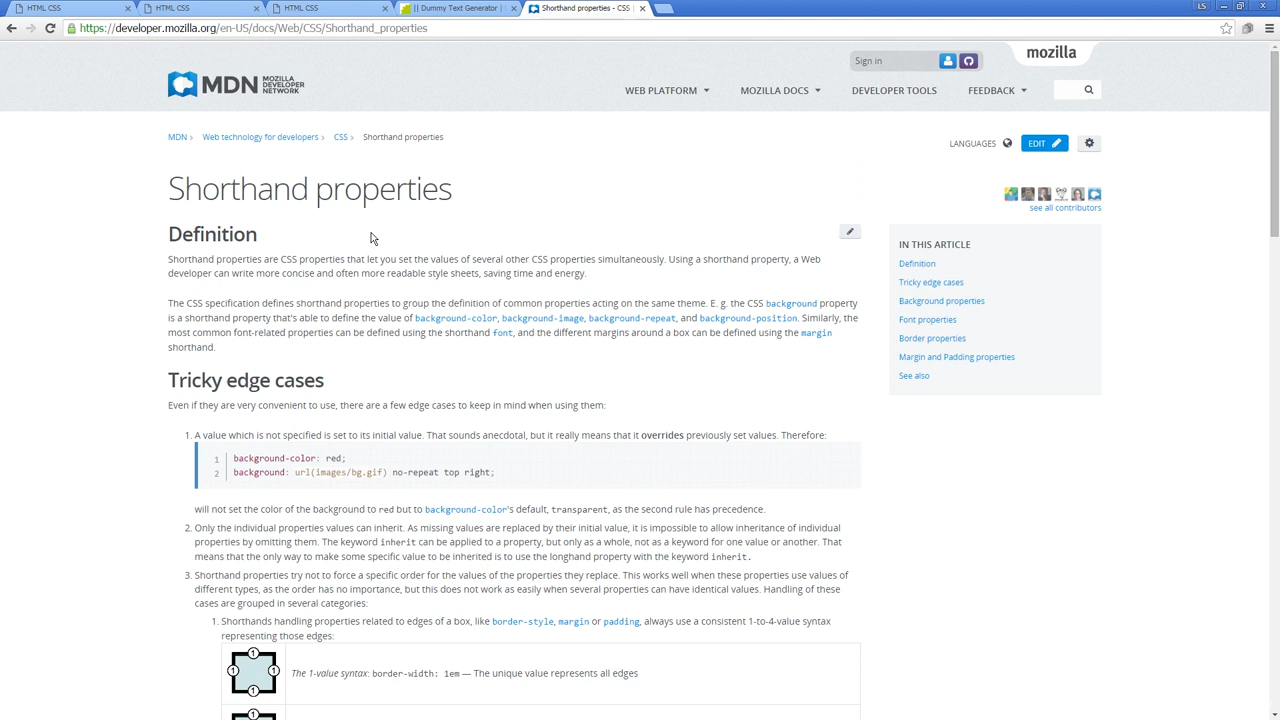 HTML CSS
HTML CSS
HTML CSS
|| Dummy Text Generator |
Shorthand properties - CSS
LS
https://developer.mozilla.org/en-US/docs/Web/CSS/Shorthand_properties
Sign in
mozilla
MDN MOZILLA DEVELOPER NETWORK
WEB PLATFORM
MOZILLA DOCS
DEVELOPER TOOLS
FEEDBACK
MDN
Web technology for developers
CSS
Shorthand properties
LANGUAGES
EDIT
Shorthand properties
see all contributors
Definition
Shorthand properties are CSS properties that let you set the values of several other CSS properties simultaneously. Using a shorthand property, a Web
developer can write more concise and often more readable style sheets, saving time and energy.
The CSS specification defines shorthand properties to group the definition of common properties acting on the same theme. E. g. the CSS background property
is a shorthand property that's able to define the value of background-color, background-image, background-repeat, and background-position. Similarly, the
most common font-related properties can be defined using the shorthand font, and the different margins around a box can be defined using the margin
shorthand.
IN THIS ARTICLE
Definition
Tricky edge cases
Background properties
Font properties
Border properties
Margin and Padding properties
See also
Tricky edge cases
Even if they are very convenient to use, there are a few edge cases to keep in mind when using them:
1. A value which is not specified is set to its initial value. That sounds anecdotal, but it really means that it overrides previously set values. Therefore:
1 background-color: red;
2 background: url(images/bg.gif) no-repeat top right;
will not set the color of the background to red but to background-color's default, transparent, as the second rule has precedence.
2. Only the individual properties values can inherit. As missing values are replaced by their initial value, it is impossible to allow inheritance of individual
properties by omitting them. The keyword inherit can be applied to a property, but only as a whole, not as a keyword for one value or another. That
means that the only way to make some specific value to be inherited is to use the longhand property with the keyword inherit.
3. Shorthand properties try not to force a specific order for the values of the properties they replace. This works well when these properties use values of
different types, as the order has no importance, but this does not work as easily when several properties can have identical values. Handling of these
cases are grouped in several categories:
1. Shorthands handling properties related to edges of a box, like border-style, margin or padding, always use a consistent 1-to-4-value syntax
representing those edges:
1
1 1
1
The 1-value syntax: border-width: 1em — The unique value represents all edges
1